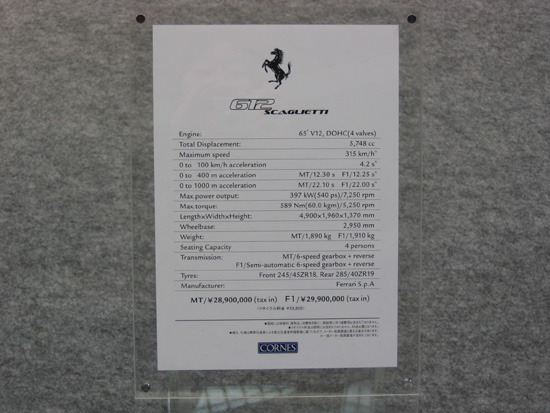 612 SCAGLIETTI
Engine: 65° V12, DOHC(4 valves)
Total Displacement: 5,748 cc
Maximum speed 315 km/h*
0 to 100 km/h acceleration 4.2 s*
0 to 400 m acceleration MT/12.30 s F1/12.25 s*
0 to 1000 m acceleration MT/22.10 s F1/22.00 s*
Max.power output: 397 kW(540 ps)/7,250 rpm
Max.torque: 589 Nm(60.0 kgm)/5,250 rpm
Length×Width×Height: 4,900×1,960×1,370 mm
Wheelbase: 2,950 mm
Weight: MT/1,890 kg F1/1,910 kg
Seating Capacity 4 persons
Transmission: MT/6-speed gearbox + reverse
F1/Semi-automatic 6-speed gearbox + reverse
Tyres: Front 245/45ZR18, Rear 285/40ZR19
Manufacturer: Ferrari S.p.A
MT/¥28,900,000 (tax in) F1/¥29,900,000 (tax in)
CORNES